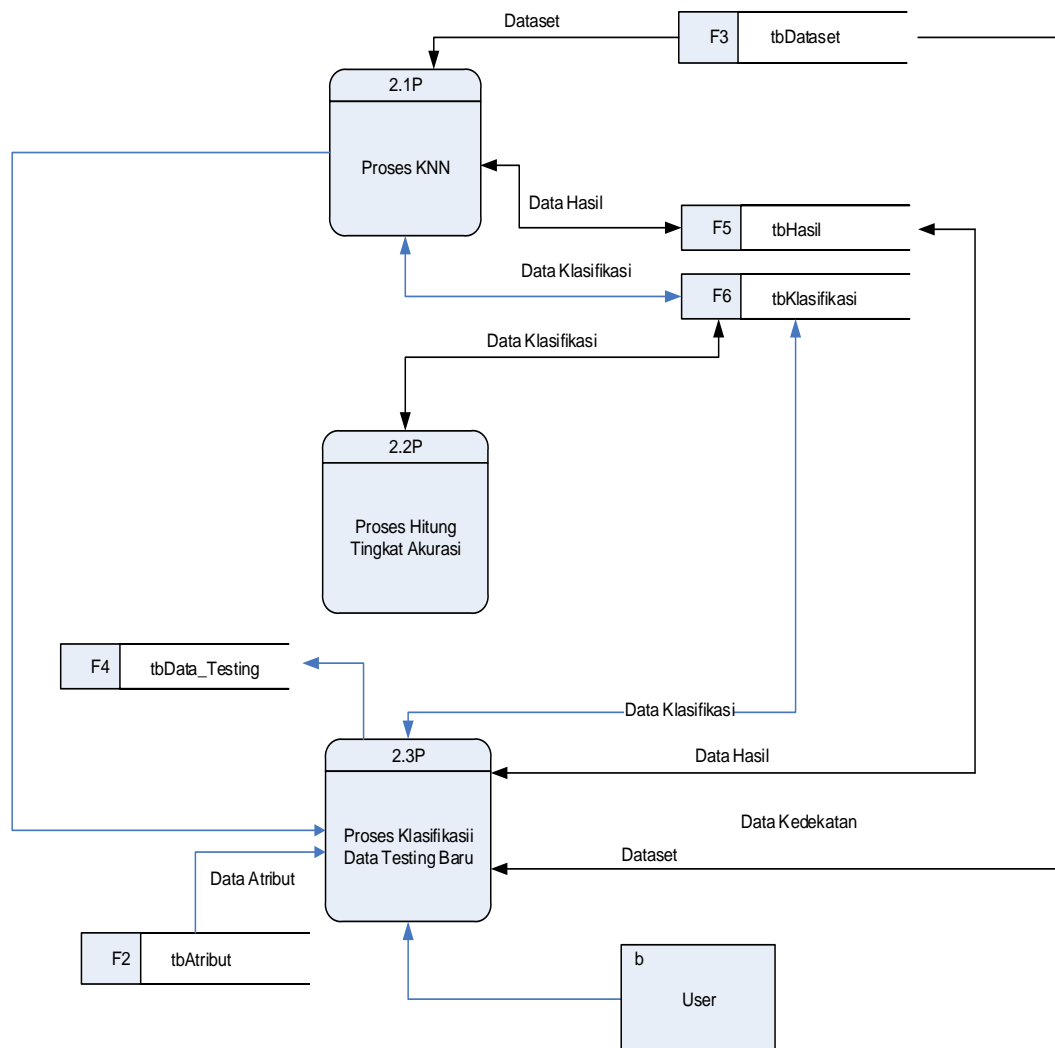 Dataset
F3
tbDataset
2.1P
Proses KNN
Data Hasil
F5
tbHasil
Data Klasifikasi
F6
tbKlasifikasi
Data Klasifikasi
2.2P
Proses Hitung
Tingkat Akurasi
F4
tbData_Testing
Data Klasifikasi
2.3P
Data Hasil
Proses Klasifikasii
Data Testing Baru
Data Kedekatan
Dataset
Data Atribut
F2
tbAtribut
b
User